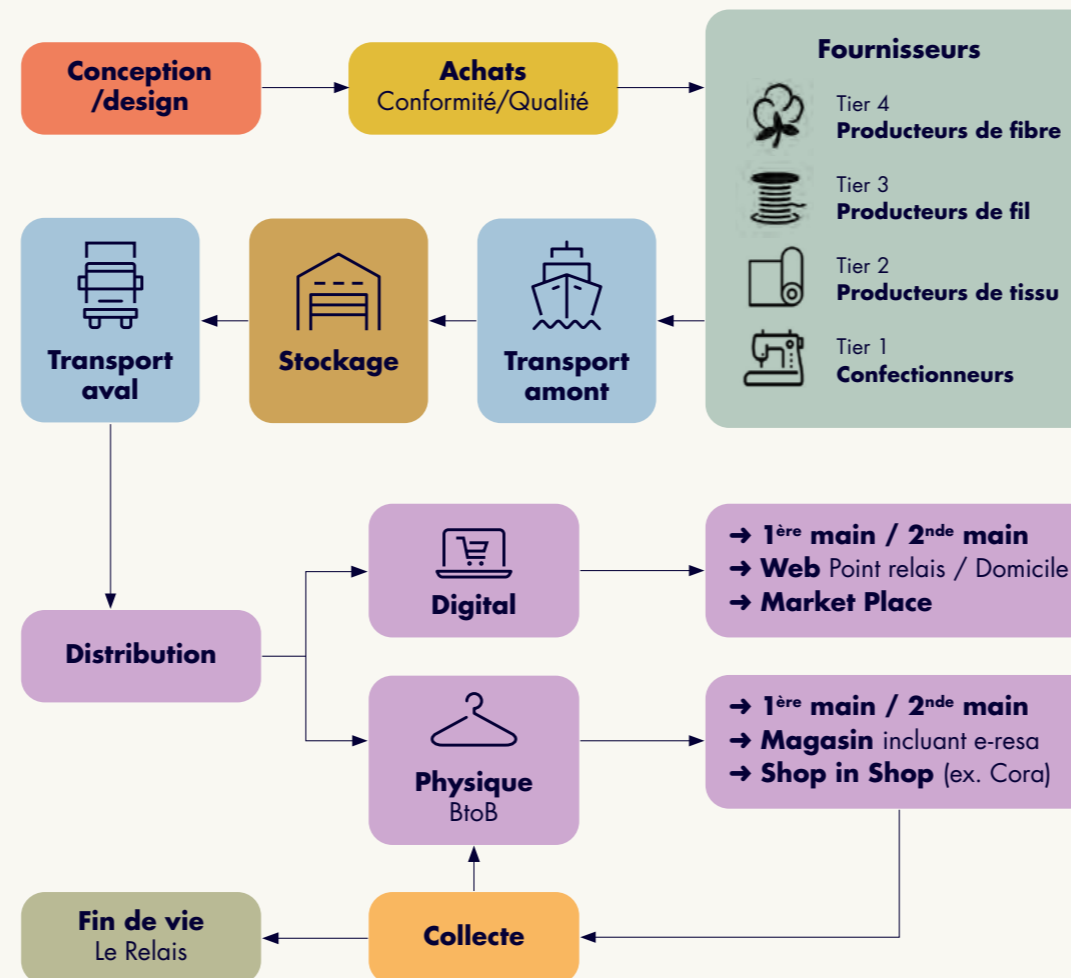 Conception
/design
Achats
Conformité/Qualité
Fournisseurs
Tier 4
Producteurs de fibre
Tier 3
Producteurs de fil
Tier 2
Producteurs de tissu
Tier 1
Confectionneurs
Transport
aval
Stockage
Transport
amont
Distribution
Digital
➔ 1ère main / 2nde main
➔ Web Point relais / Domicile
➔ Market Place
Physique
BtoB
➔ 1ère main / 2nde main
➔ Magasin incluant e-resa
➔ Shop in Shop (ex. Cora)
Fin de vie
Le Relais
Collecte